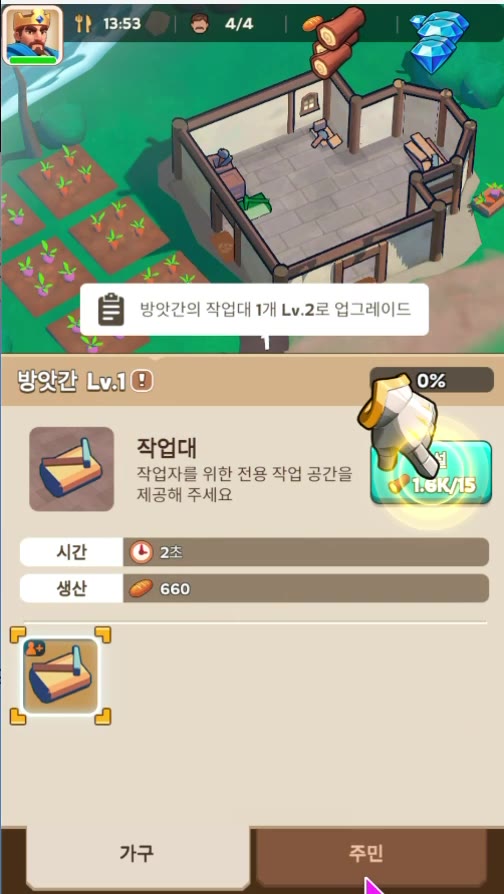 13:53
4/4
방앗간의 작업대 1개 Lv.2로 업그레이드
1
방앗간 Lv.1
0%
작업대
작업자를 위한 전용 작업 공간을
제공해 주세요
1.6K/15
시간 2초
생산 660
가구 주민